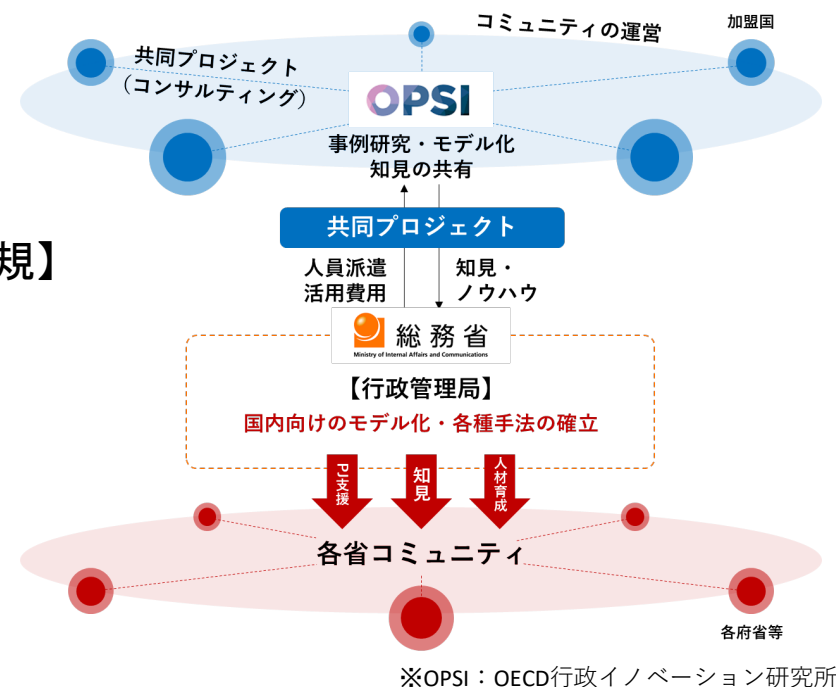 コミュニティの運営
加盟国
共同プロジェクト
(コンサルティング)
OPSI
事例研究・モデル化
知見の共有
共同プロジェクト
規】
人員派遣
活用費用
知見・
ノウハウ
総務省
Ministry of Internal Affairs and Communications
【行政管理局】
国内向けのモデル化・各種手法の確立
PJ支援
知見
人材育成
各省コミュニティ
各府省等
※OPSI:OECD行政イノベーション研究所